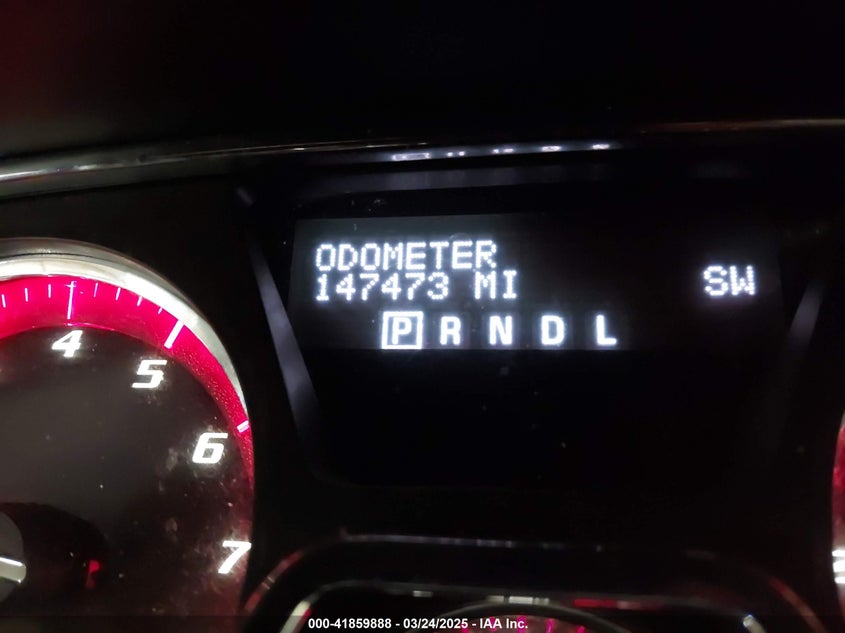 ODOMETER
147473 MI SW
P R N D L
4
5
6
7
000-41859888 - 03/24/2025 - IAA Inc.